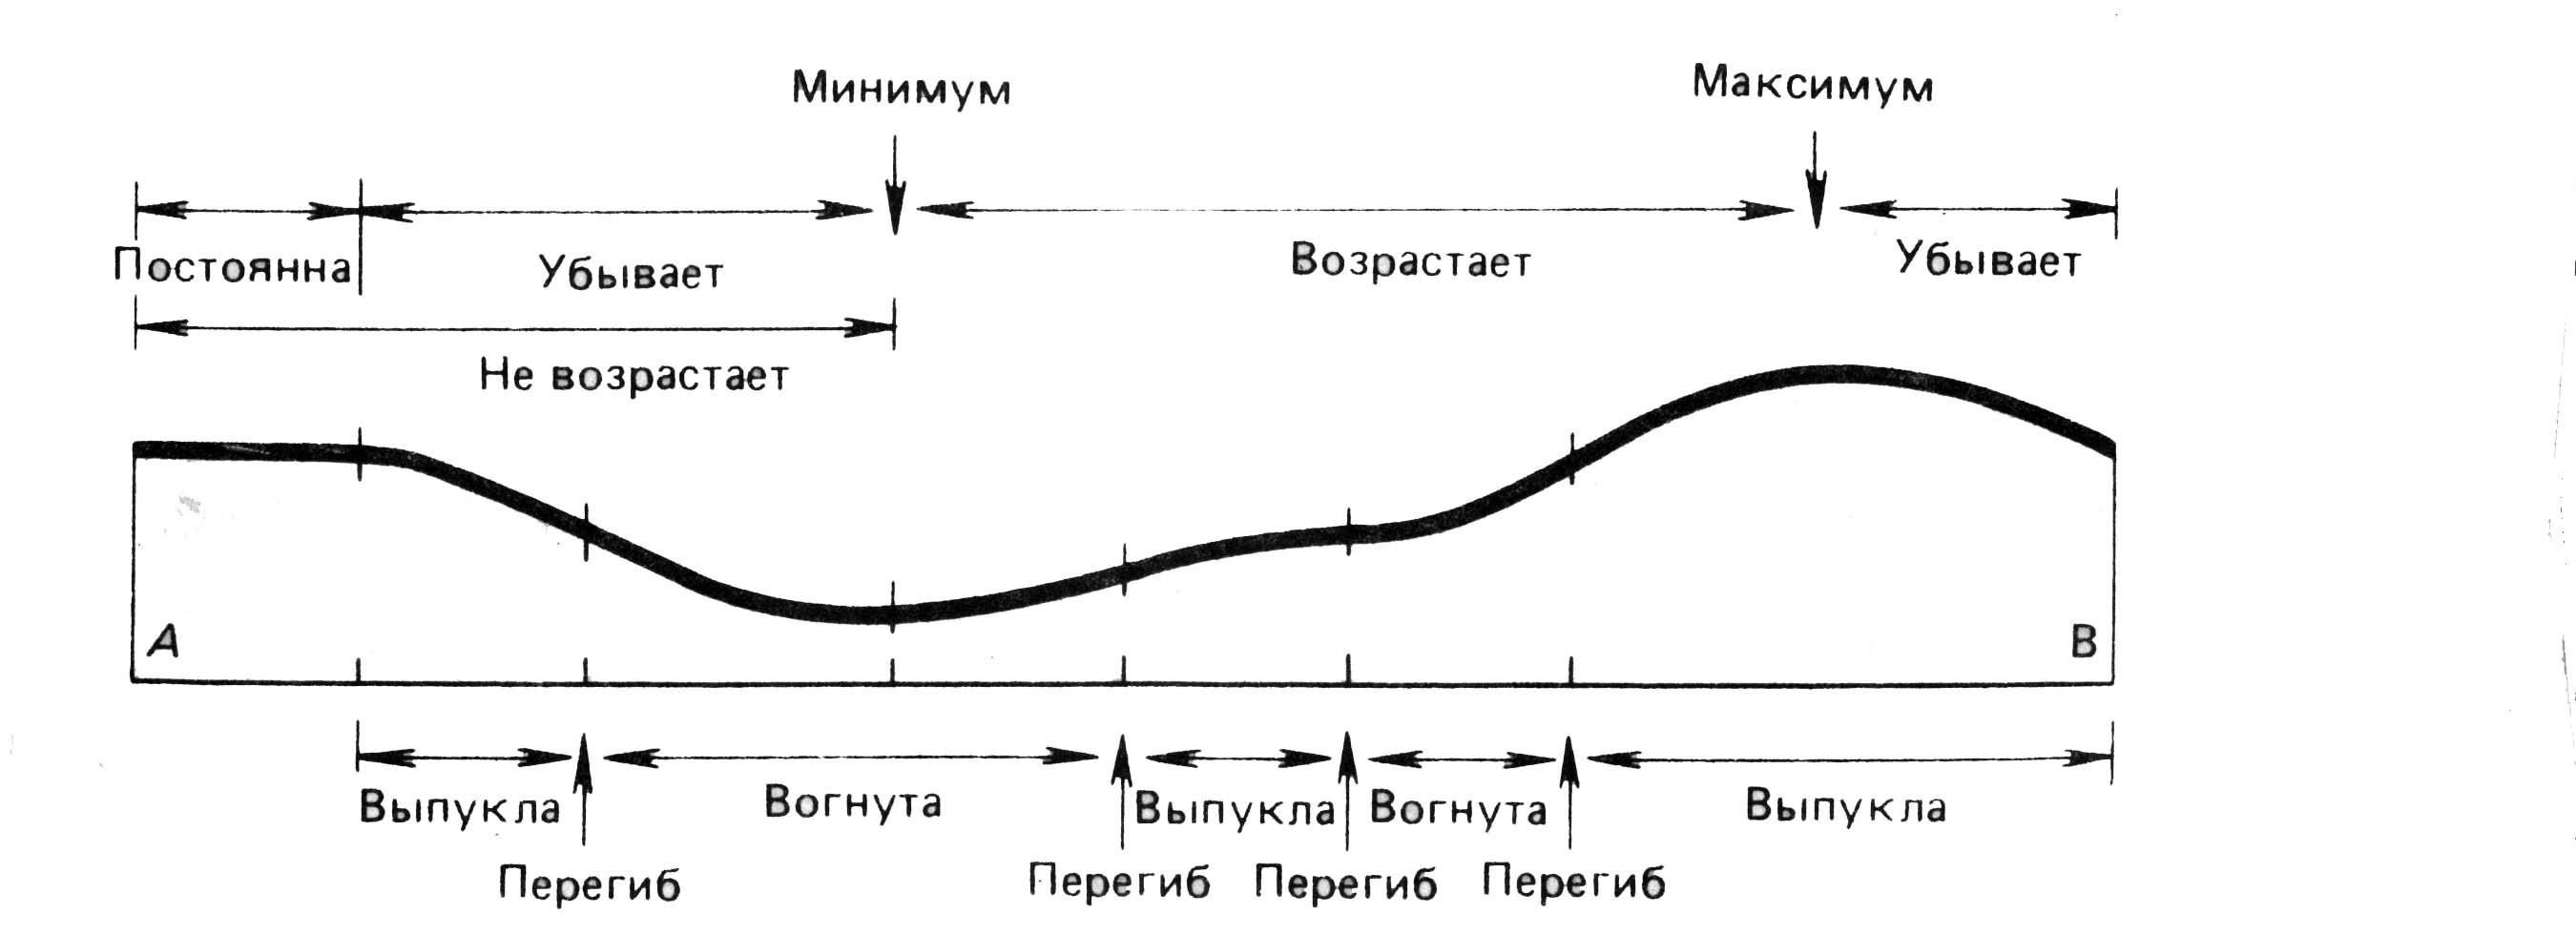 Минимум
Максимум
Постоянна
Убывает
Возрастает
Убывает
Не возрастает
А
В
Выпукла
Вогнута
Выпукла
Вогнута
Выпукла
Перегиб
Перегиб
Перегиб
Перегиб